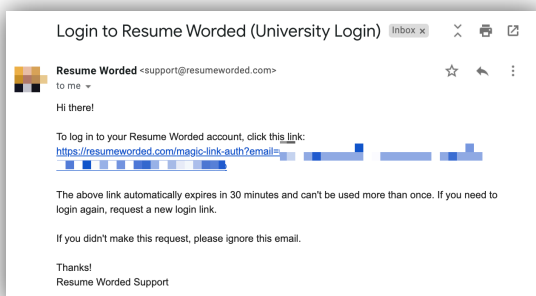 Login to Resume Worded (University Login) Inbox x
Resume Worded <support@resumeworded.com>
to me
Hi there!
To log in to your Resume Worded account, click this link:
https://resumeworded.com/magic-link-auth?email=
The above link automatically expires in 30 minutes and can't be used more than once. If you need to
login again, request a new login link.
If you didn't make this request, please ignore this email.
Thanks!
Resume Worded Support